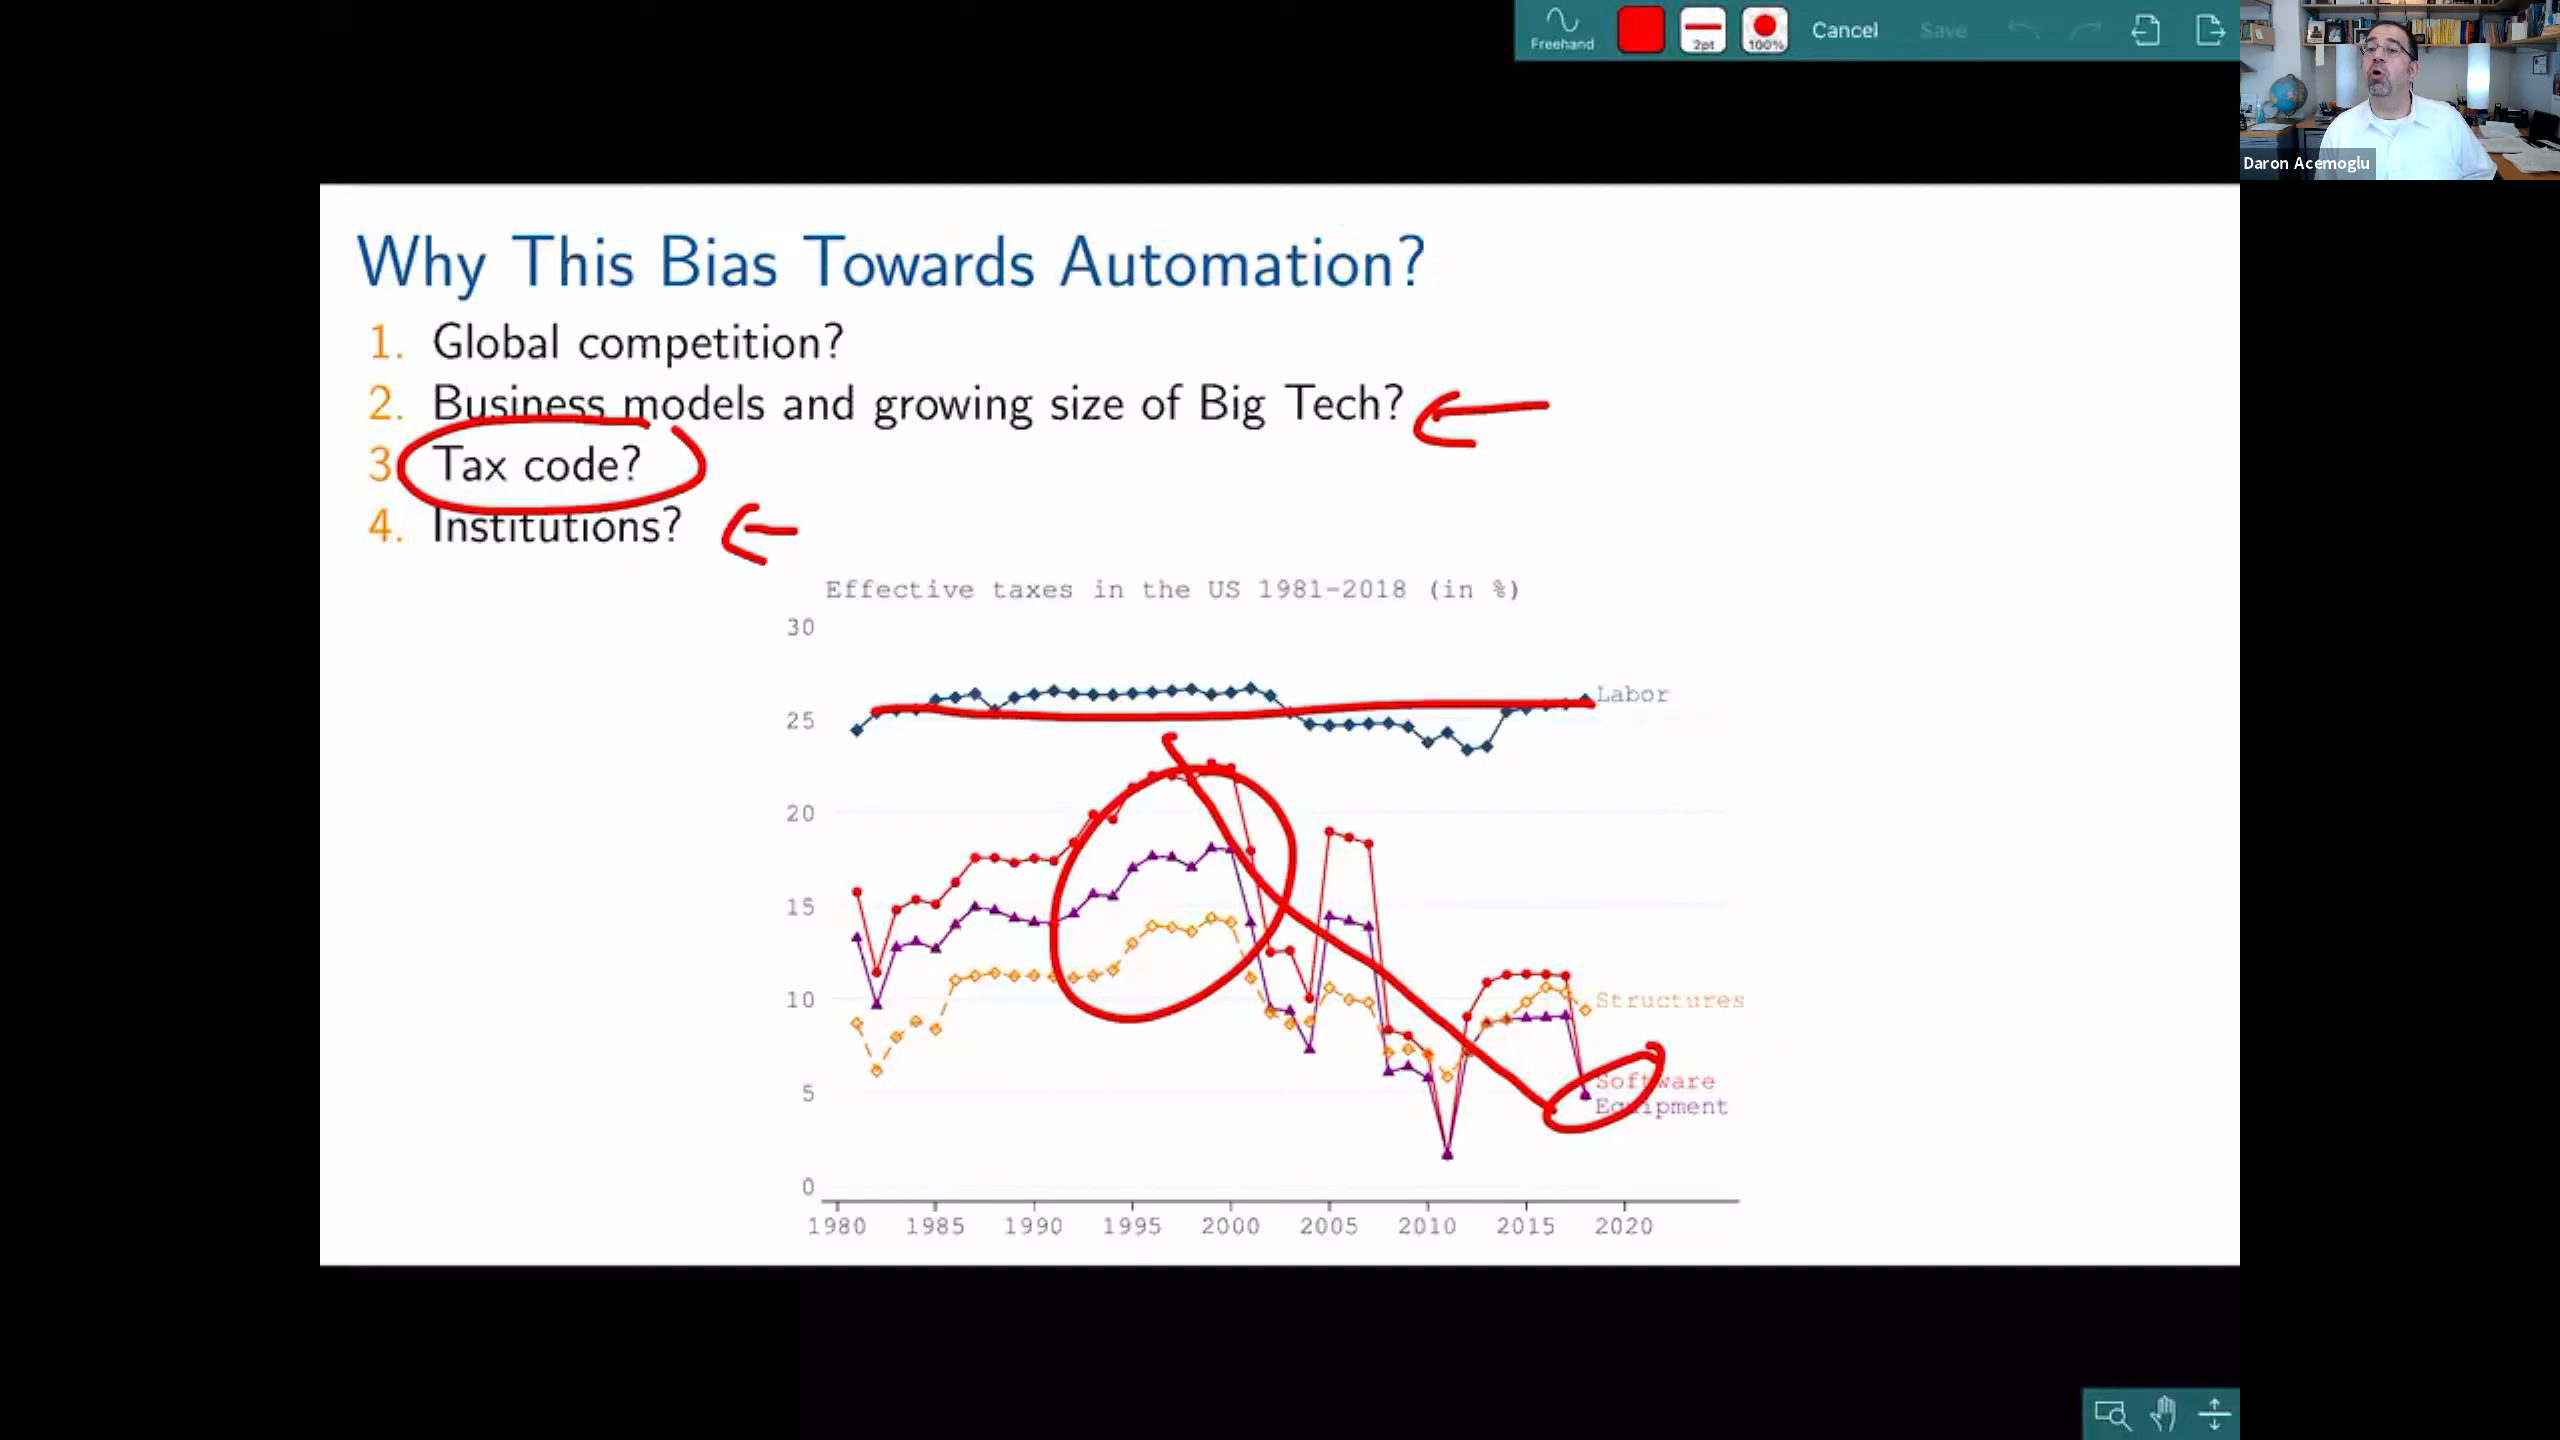 Freehand
2pt
100%
Cancel
Save
Daron Acemoglu
Why This Bias Towards Automation?
1. Global competition?
2. Business models and growing size of Big Tech?
3 Tax code?
4. Institutions?
Effective taxes in the US 1981-2018 (in %)
30
25
20
15
10
5
0
Labor
Structures
Software
Equipment
1980 1985 1990 1995 2000 2005 2010 2015 2020